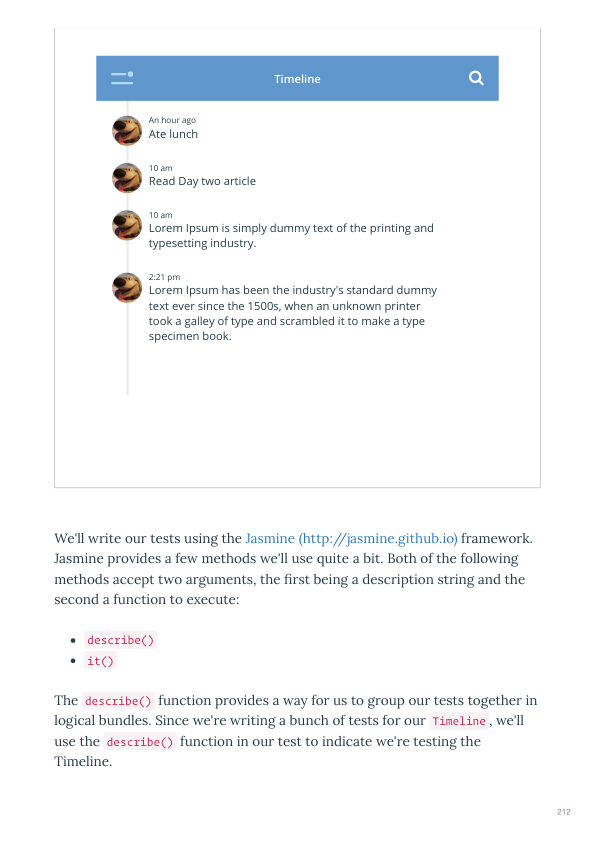 Timeline
An hour ago
Ate lunch
10 am
Read Day two article
10 am
Lorem Ipsum is simply dummy text of the printing and
typesetting industry.
2:21 pm
Lorem Ipsum has been the industry's standard dummy
text ever since the 1500s, when an unknown printer
took a galley of type and scrambled it to make a type
specimen book.
We'll write our tests using the Jasmine (http://jasmine.github.io) framework.
Jasmine provides a few methods we'll use quite a bit. Both of the following
methods accept two arguments, the first being a description string and the
second a function to execute:
• describe()
• it()
The describe() function provides a way for us to group our tests together in
logical bundles. Since we're writing a bunch of tests for our Timeline, we'll
use the describe() function in our test to indicate we're testing the
Timeline.
212